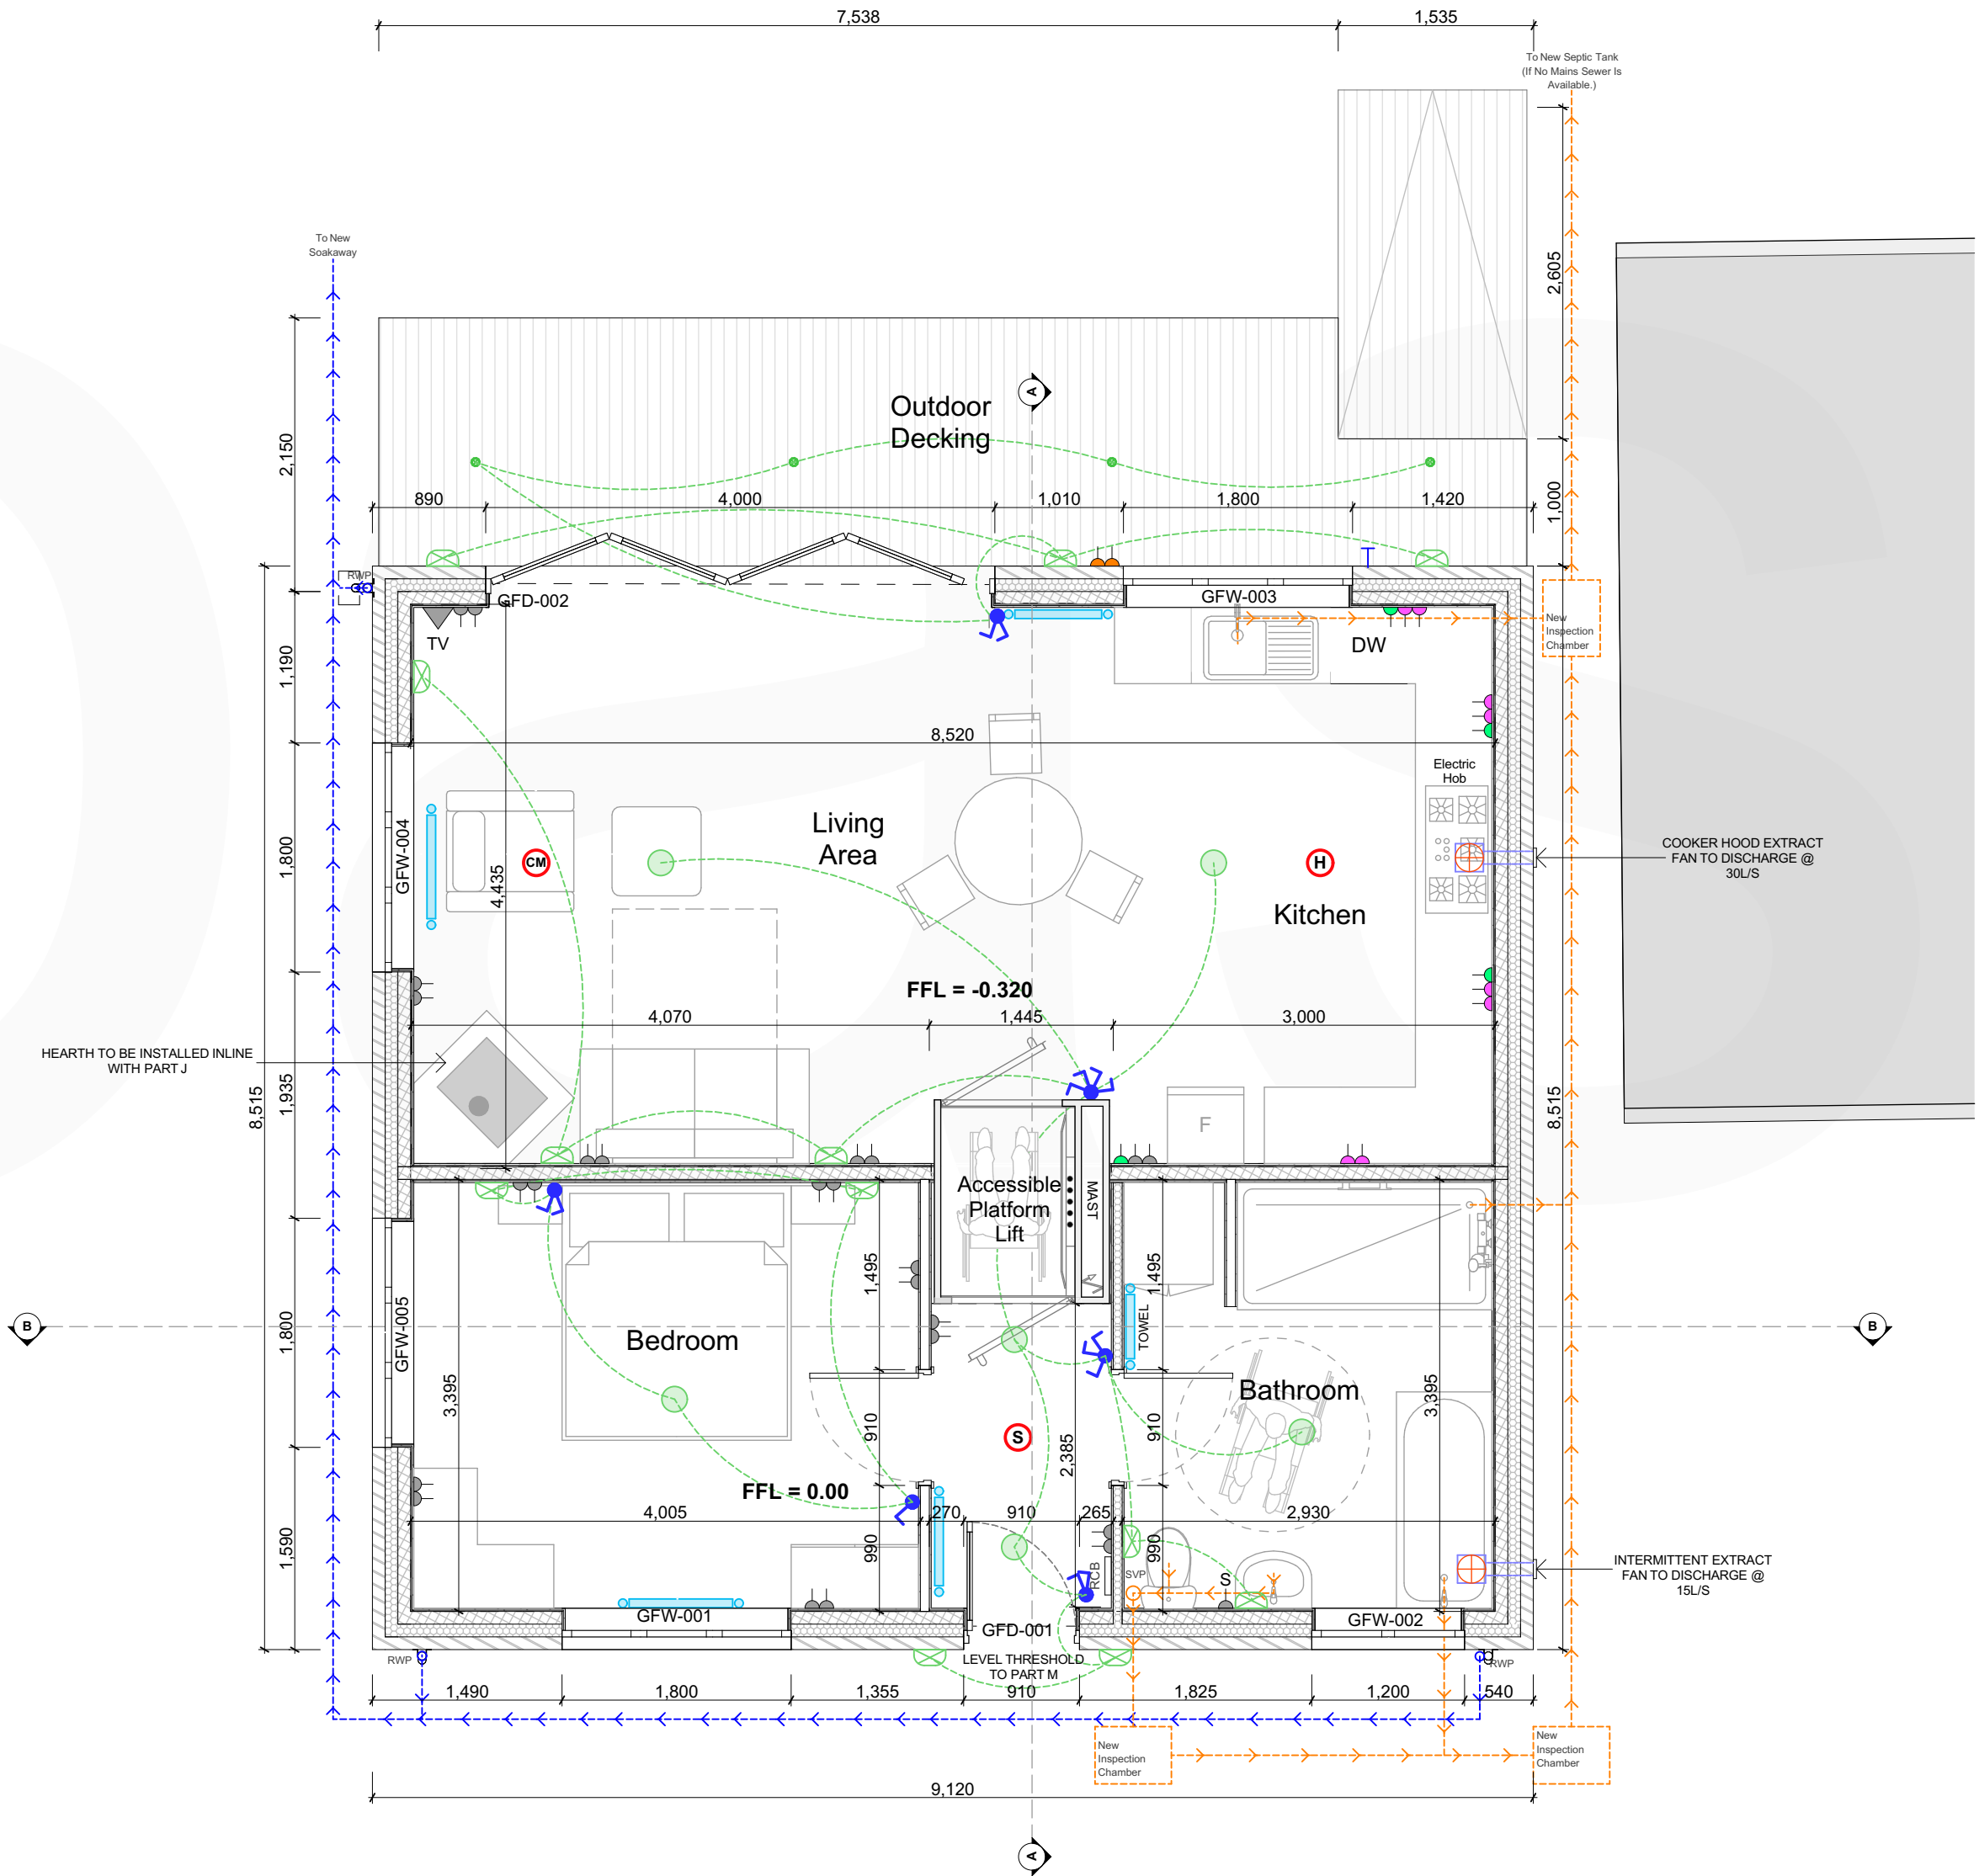 7,538
1,535
To New Septic Tank
(If No Mains Sewer Is
Available.)
To New
Soakaway
2,605
2,150
A
Outdoor
Decking
890
4,000
1,010
1,800
1,420
1,000
RWP
GFD-002
GFW-003
TV
DW
New
Inspection
Chamber
1,190
8,520
Electric
Hob
Living
Area
GFW-004
CM
H
1,800
4,435
Kitchen
COOKER HOOD EXTRACT
FAN TO DISCHARGE @
30L/S
FFL = -0.320
4,070
1,445
3,000
HEARTH TO BE INSTALLED INLINE
WITH PART J
1,935
8,515
8,515
F
Accessible
Platform
Lift
MAST
1,495
1,495
B
GFW-005
1,800
Bedroom
TOWEL
B
3,395
Bathroom
3,395
910
S
2,385
910
FFL = 0.00
4,005
270
910
265
2,930
1,590
990
990
RCB
SVP
S
INTERMITTENT EXTRACT
FAN TO DISCHARGE @
15L/S
GFW-001
GFD-001
GFW-002
RWP
LEVEL THRESHOLD
TO PART M
RWP
1,490
1,800
1,355
910
1,825
1,200
540
New
Inspection
Chamber
New
Inspection
Chamber
9,120
A